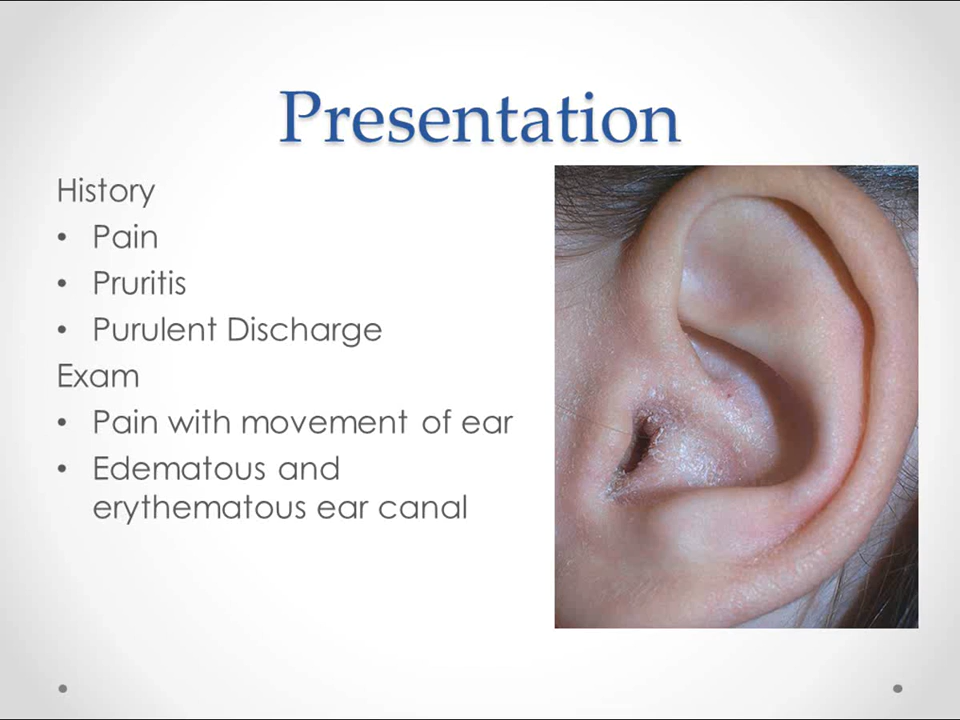 Presentation
History
• Pain
• Pruritis
• Purulent Discharge
Exam
• Pain with movement of ear
• Edematous and
erythematous ear canal